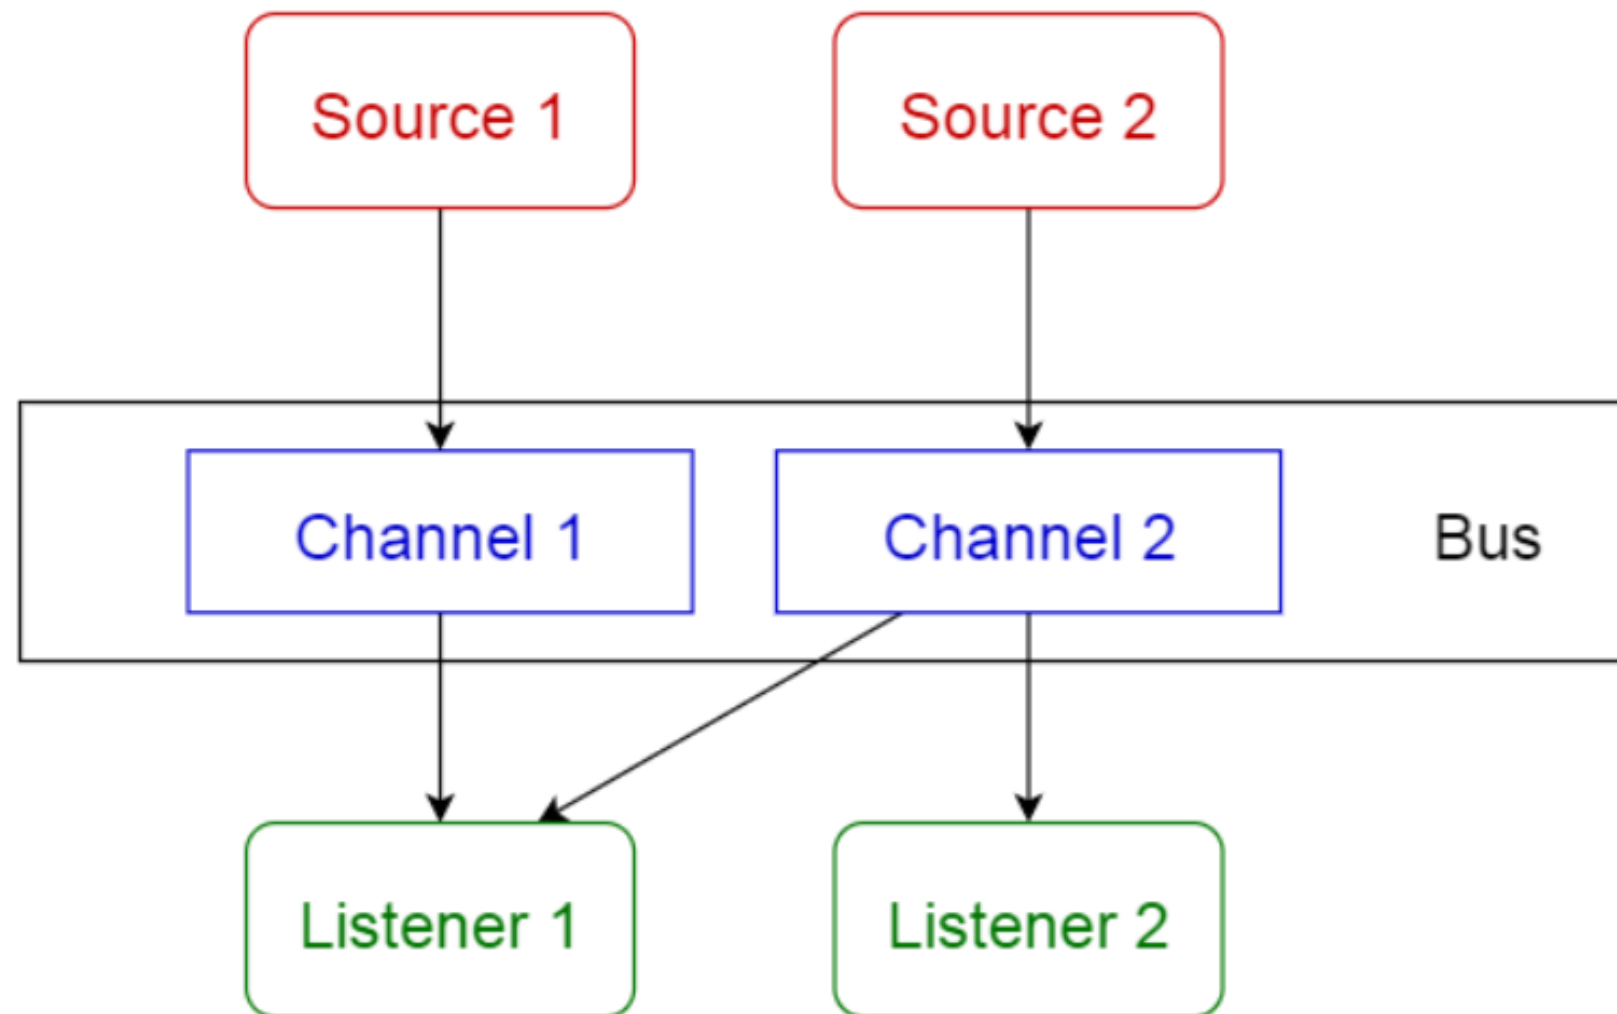 Source 1
Source 2
Channel 1
Channel 2
Bus
Listener 1
Listener 2